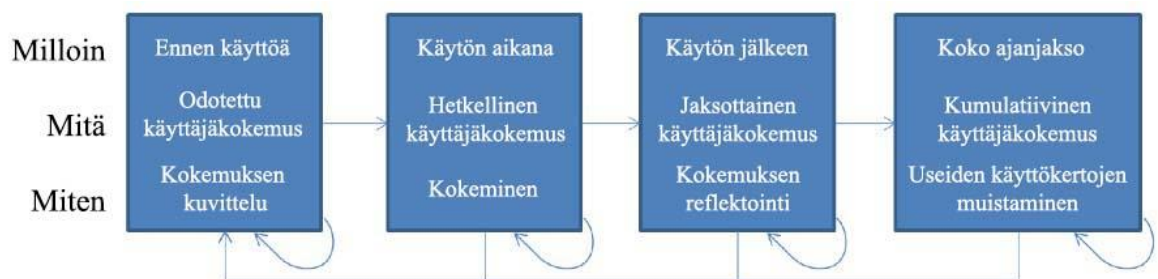 Milloin
Ennen käyttöä
Käytön aikana
Käytön jälkeen
Koko ajanjakso
Mitä
Odotettu
käyttäjäkokemus
Hetkellinen
käyttäjäkokemus
Jaksottainen
käyttäjäkokemus
Kumulatiivinen
käyttäjäkokemus
Miten
Kokemuksen
kuvittelu
Kokeminen
Kokemuksen
reflektointi
Useiden käyttökertojen
muistaminen